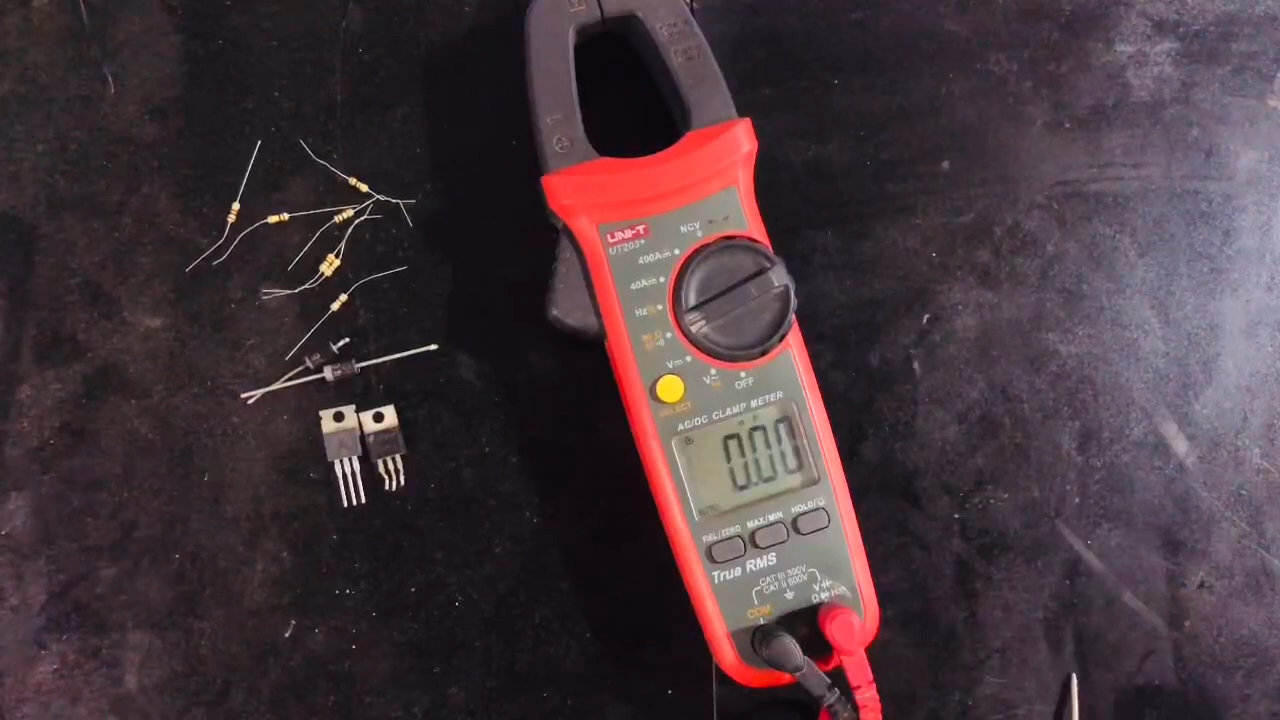 UNI-T
UT203+
NCV
400A
40A
Hz%
V
V
OFF
SELECT
AC/DC CLAMP METER
0.00
AUTO
REL/ZERO MAX/MIN HOLD/
True RMS
CAT III 300V
CAT II 600V
COM